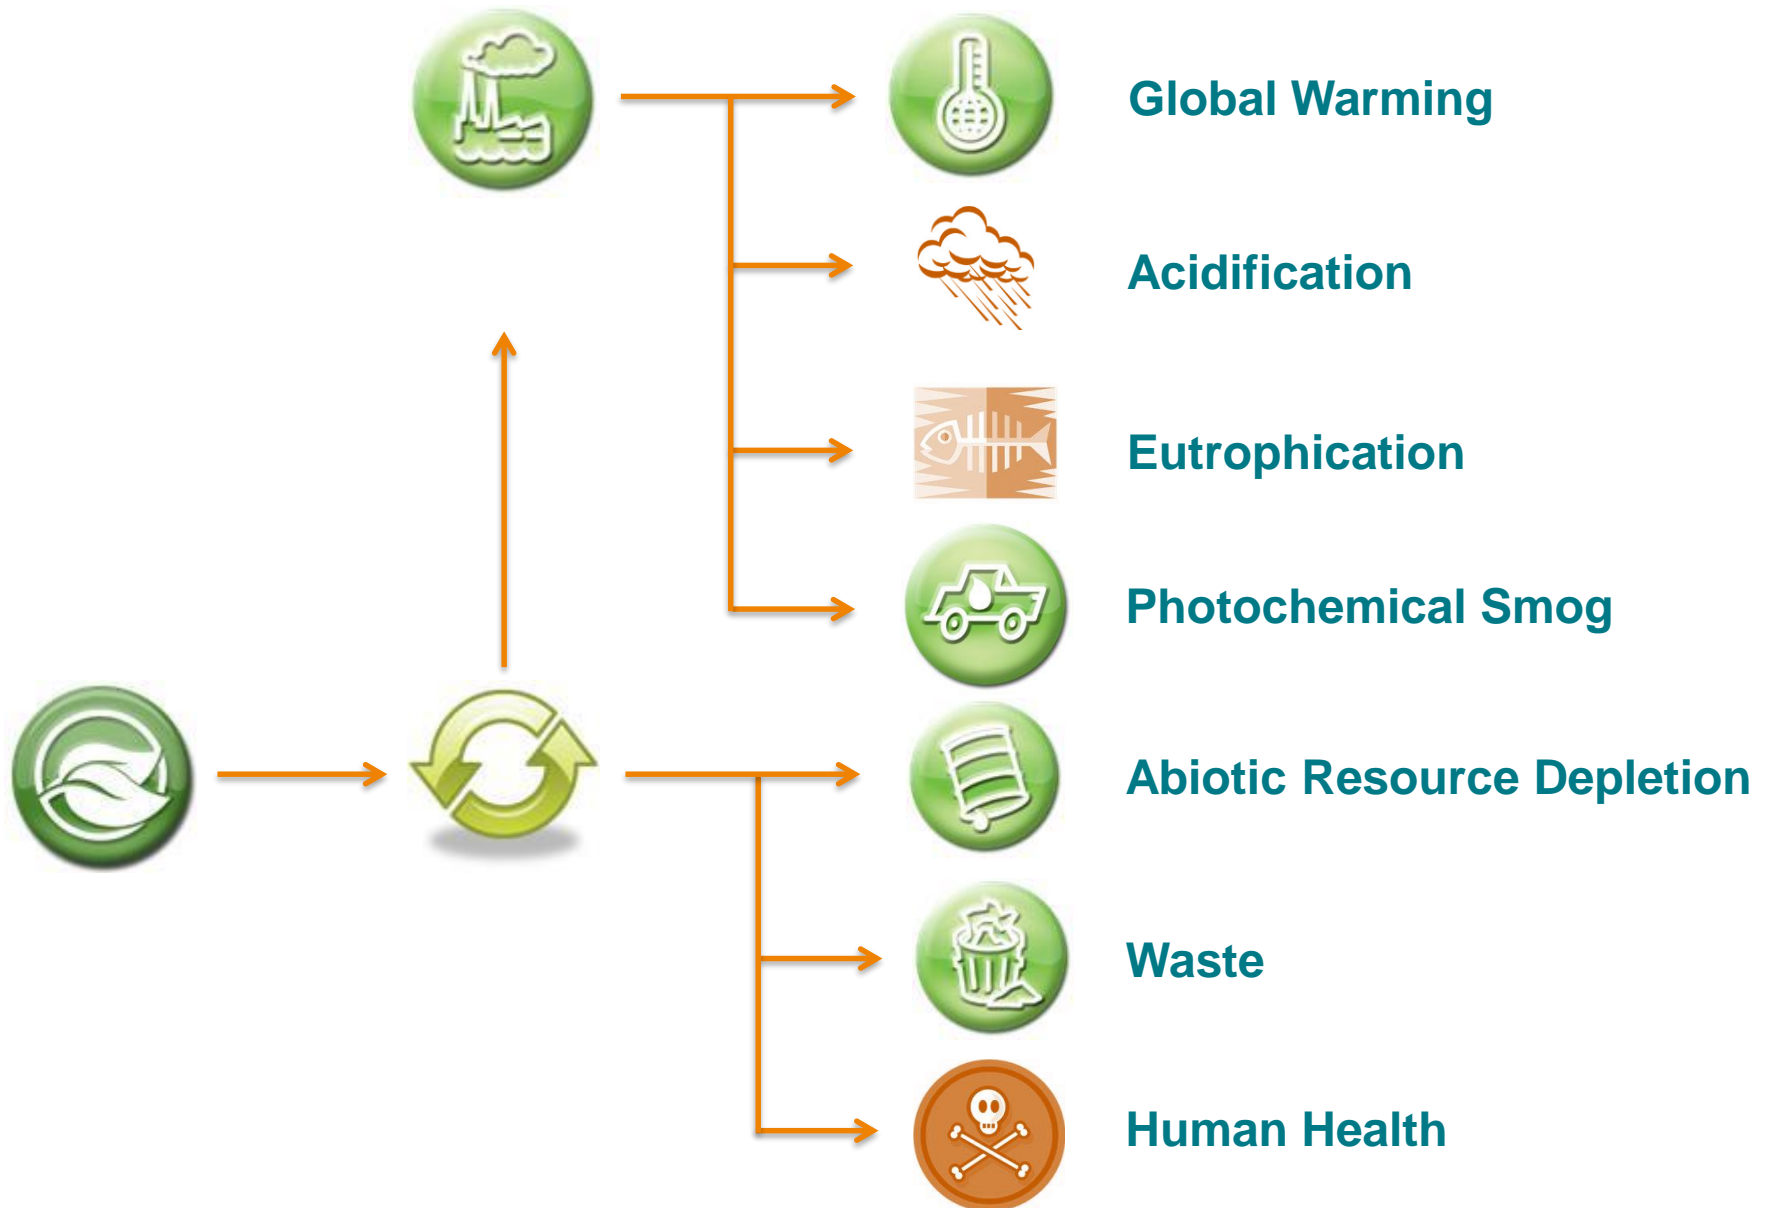 Global Warming
Acidification
Eutrophication
Photochemical Smog
Abiotic Resource Depletion
Waste
Human Health